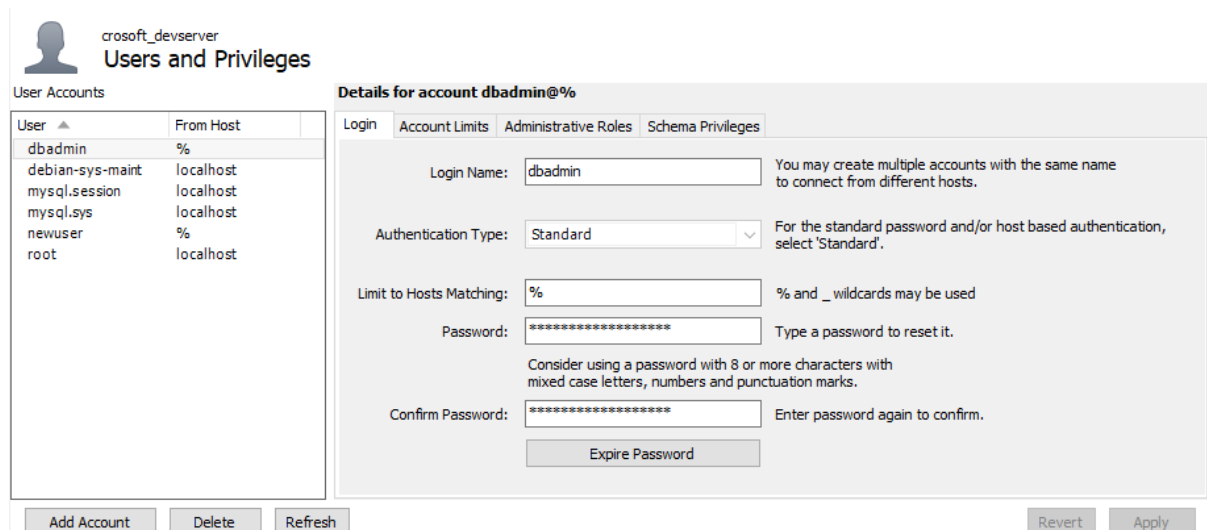 crosoft_devserver
Users and Privileges
User Accounts
User From Host
dbadmin %
debian-sys-maint localhost
mysql.session localhost
mysql.sys localhost
newuser %
root localhost
Add Account Delete Refresh
Details for account dbadmin@%
Login Account Limits Administrative Roles Schema Privileges
Login Name: dbadmin You may create multiple accounts with the same name
to connect from different hosts.
Authentication Type: Standard For the standard password and/or host based authentication,
select 'Standard'.
Limit to Hosts Matching: % % and _ wildcards may be used
Password: ****************** Type a password to reset it.
Consider using a password with 8 or more characters with
mixed case letters, numbers and punctuation marks.
Confirm Password: ****************** Enter password again to confirm.
Expire Password
Revert Apply